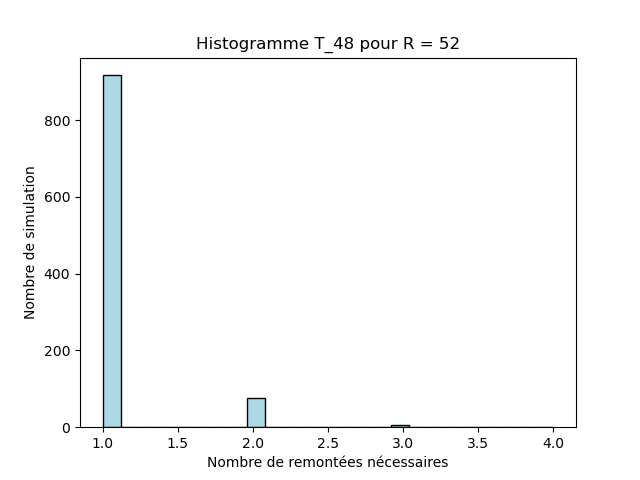 Histogramme T_48 pour R = 52
Nombre de simulation
800
600
400
200
0
1.0 1.5 2.0 2.5 3.0 3.5 4.0
Nombre de remontées nécessaires